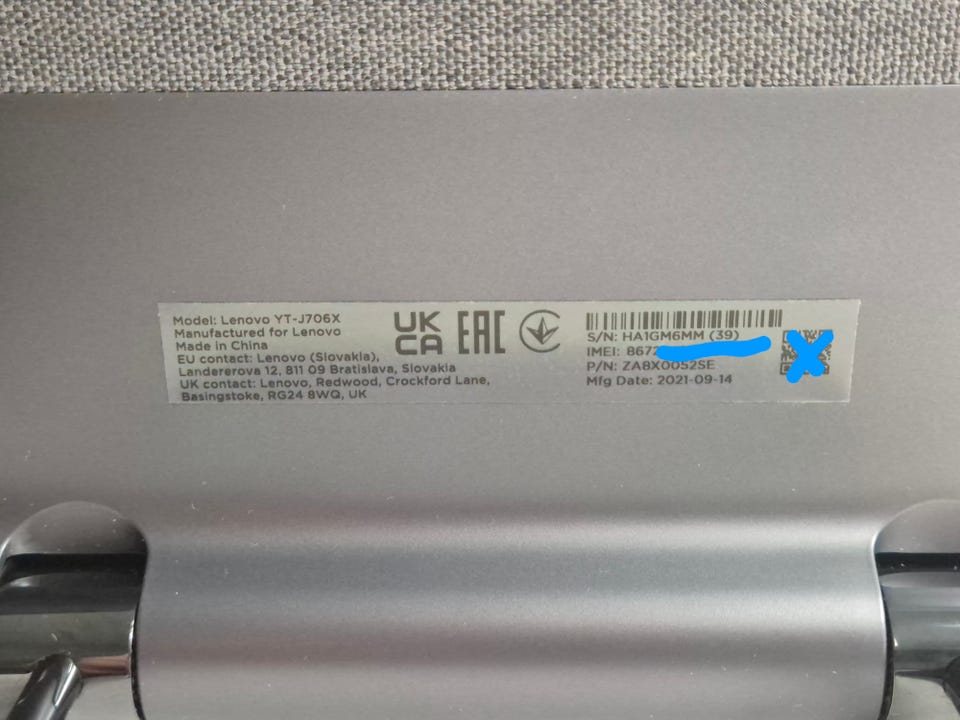 Model: Lenovo YT-J706X
Manufactured for Lenovo
Made in China
EU contact: Lenovo (Slovakia),
Landererova 12, 811 09 Bratislava, Slovakia
UK contact: Lenovo, Redwood, Crockford Lane,
Basingstoke, RG24 8WQ, UK
UK
CA
EAC
S/N: HA1GM6MM (39)
IMEI: 8672
P/N: ZA8X0052SE
Mfg Date: 2021-09-14